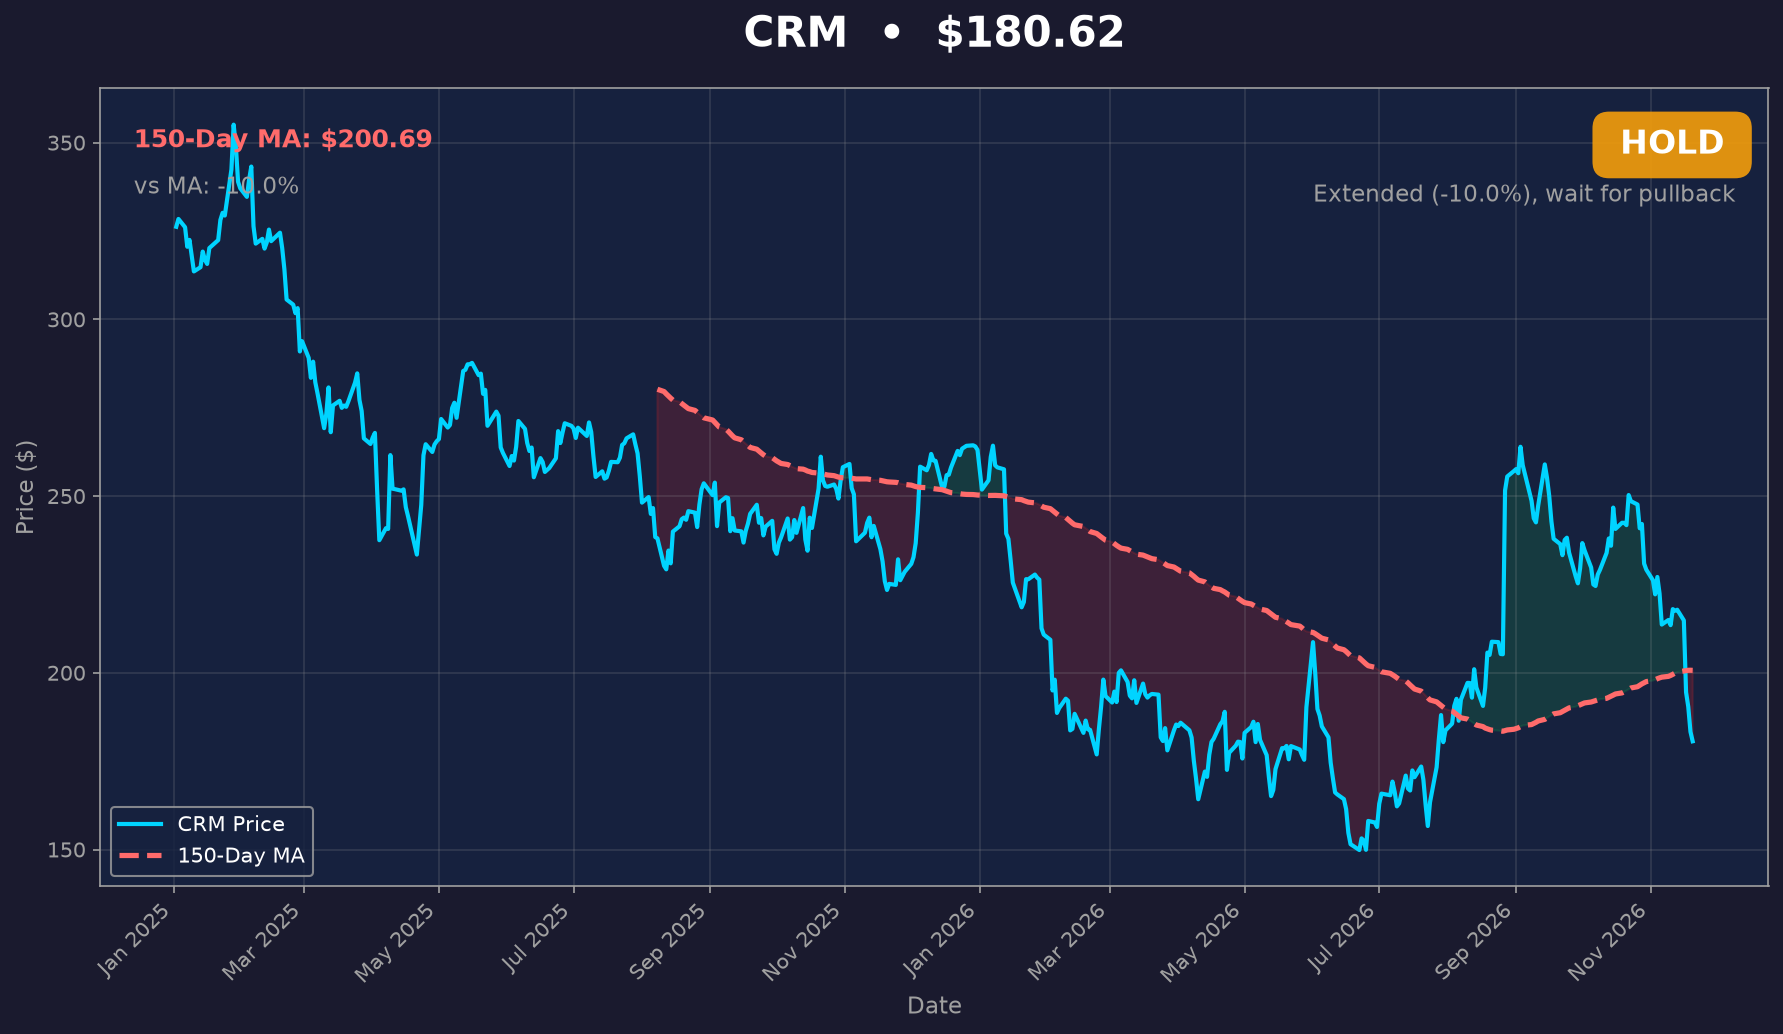 CRM • $180.62
150-Day MA: $200.69
vs MA: -10.0%
HOLD
Extended (-10.0%), wait for pullback
Price ($)
350
300
250
200
150
CRM Price
150-Day MA
Jan 2025
Mar 2025
May 2025
Jul 2025
Sep 2025
Nov 2025
Jan 2026
Mar 2026
May 2026
Jul 2026
Sep 2026
Nov 2026
Date